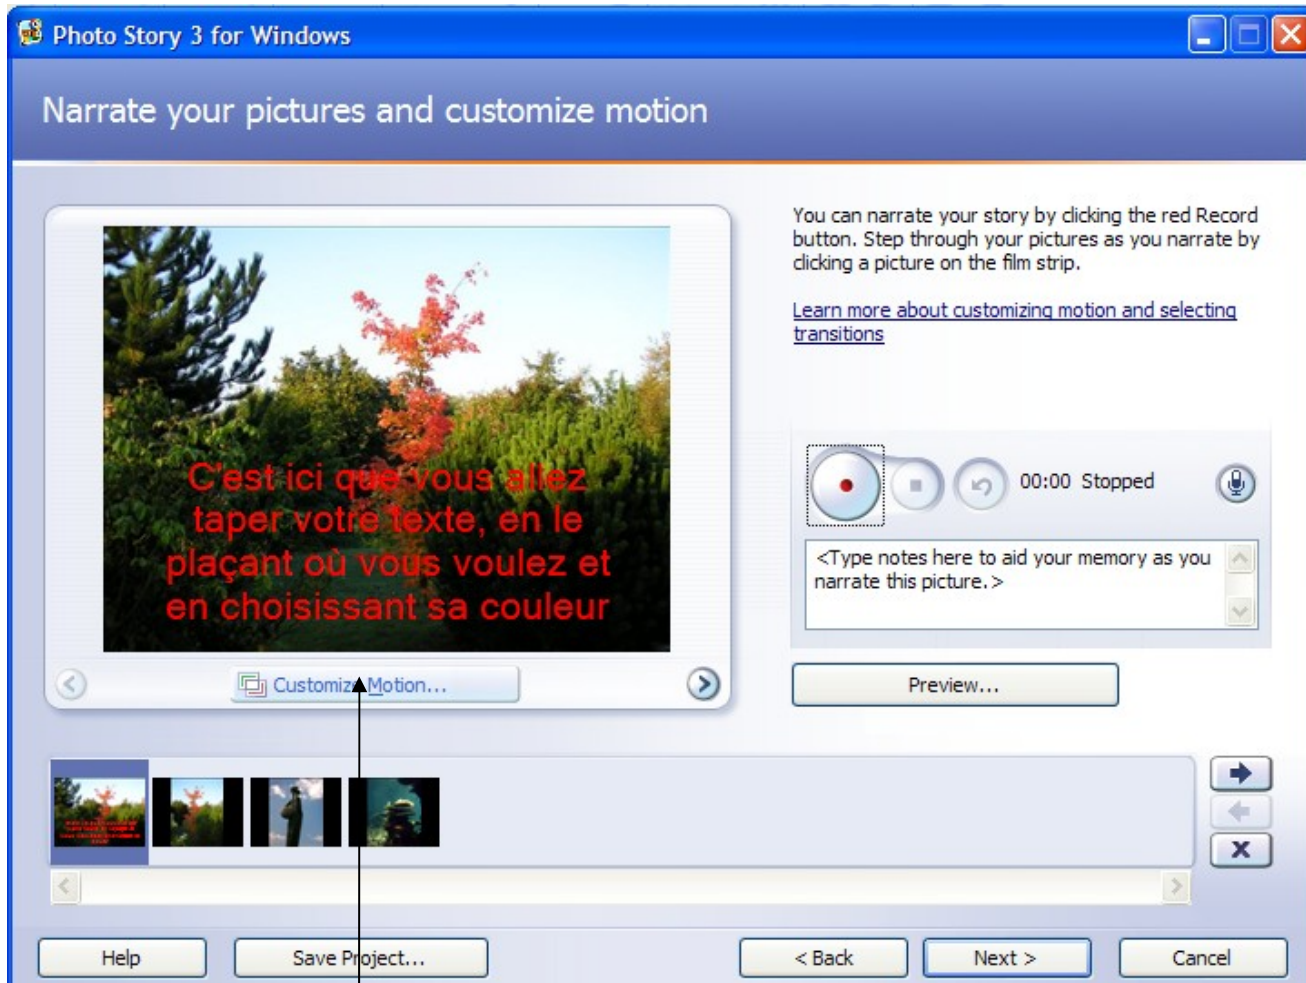 Photo Story 3 for Windows
Narrate your pictures and customize motion
C'est ici que vous allez
taper votre texte, en le
plaçant où vous voulez et
en choisissant sa couleur
Customize Motion...
You can narrate your story by clicking the red Record
button. Step through your pictures as you narrate by
clicking a picture on the film strip.
Learn more about customizing motion and selecting
transitions
00:00 Stopped
<Type notes here to aid your memory as you
narrate this picture.>
Preview...
Help
Save Project...
< Back
Next >
Cancel